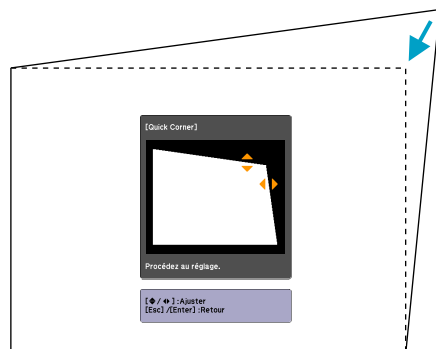 [Quick Corner]
Procédez au réglage.
[ / ] :Ajuster
[Esc] /[Enter] :Retour